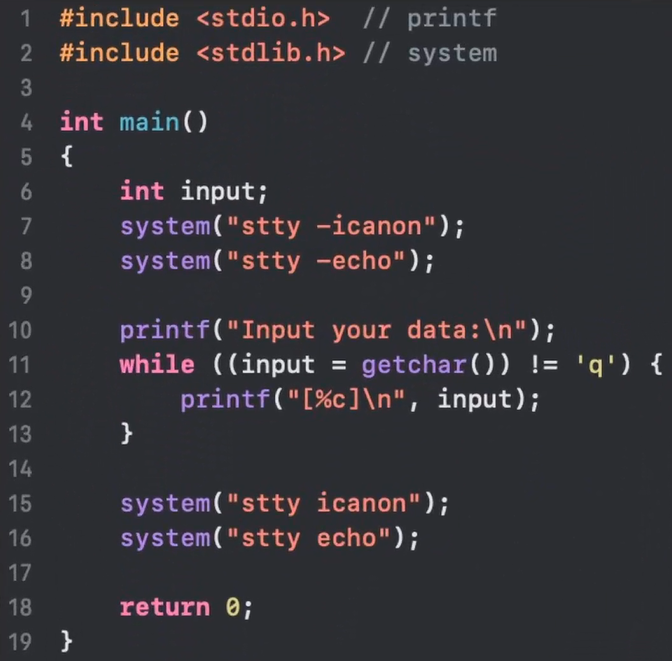 1 #include <stdio.h>  // printf
2 #include <stdlib.h> // system
3
4 int main()
5 {
6     int input;
7     system("stty -icanon");
8     system("stty -echo");
9
10     printf("Input your data:\n");
11     while ((input = getchar()) != 'q') {
12         printf("[%c]\n", input);
13     }
14
15     system("stty icanon");
16     system("stty echo");
17
18     return 0;
19 }